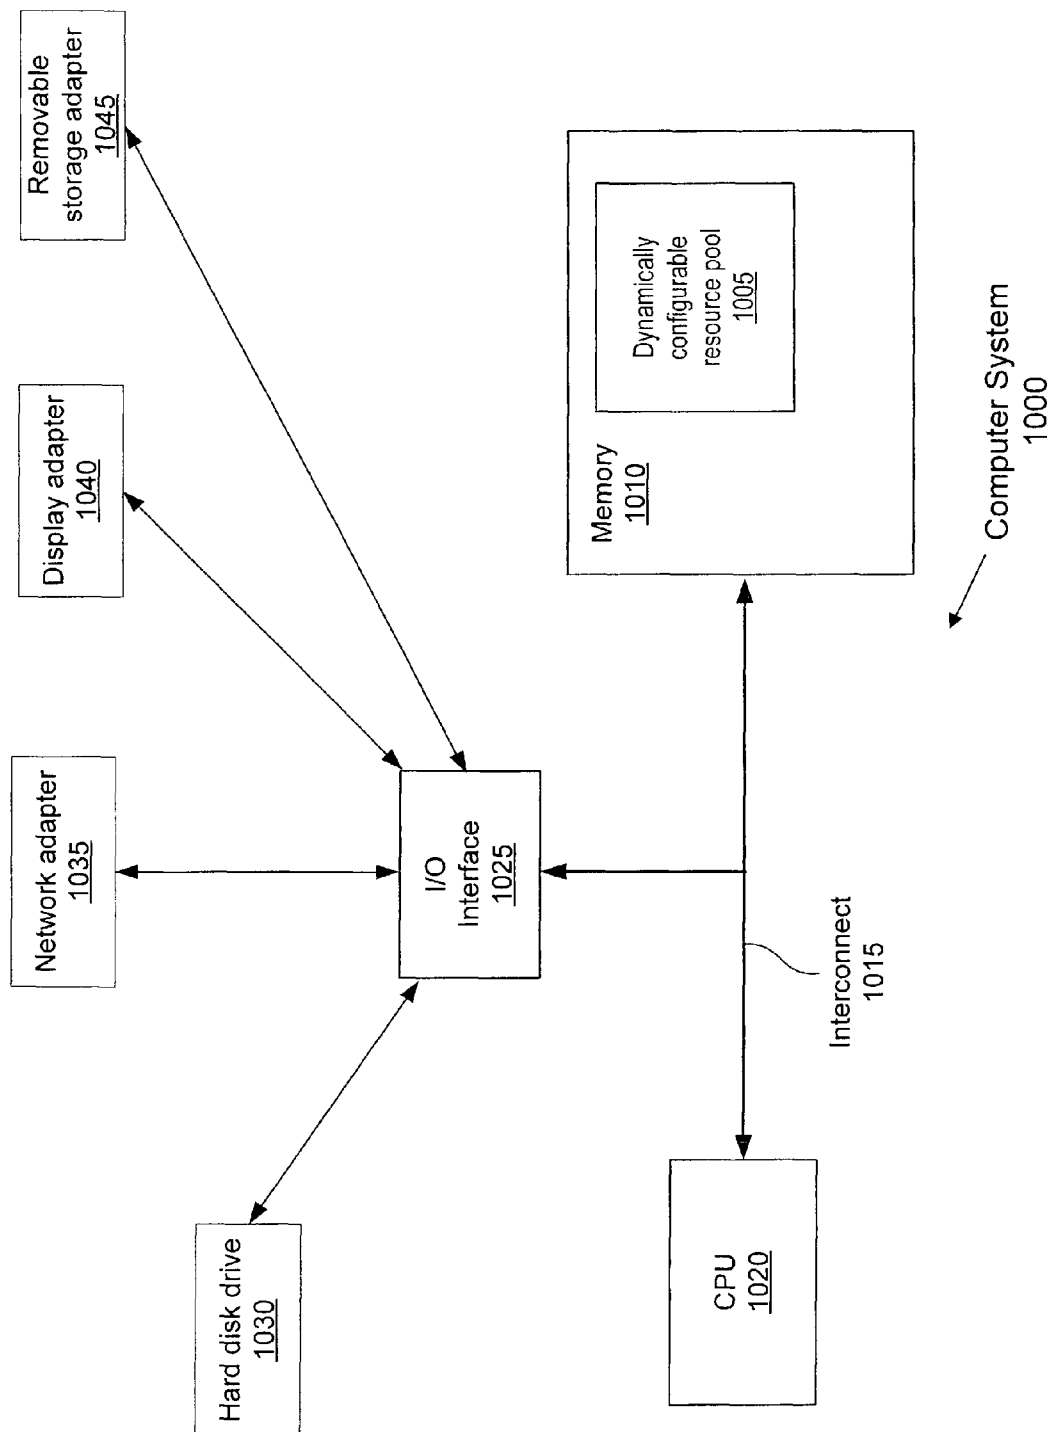 Hard disk drive
1030
Network adapter
1035
Display adapter
1040
Removable
storage adapter
1045
I/O
Interface
1025
CPU
1020
Interconnect
1015
Memory
1010
Dynamically
configurable
resource pool
1005
Computer System
1000